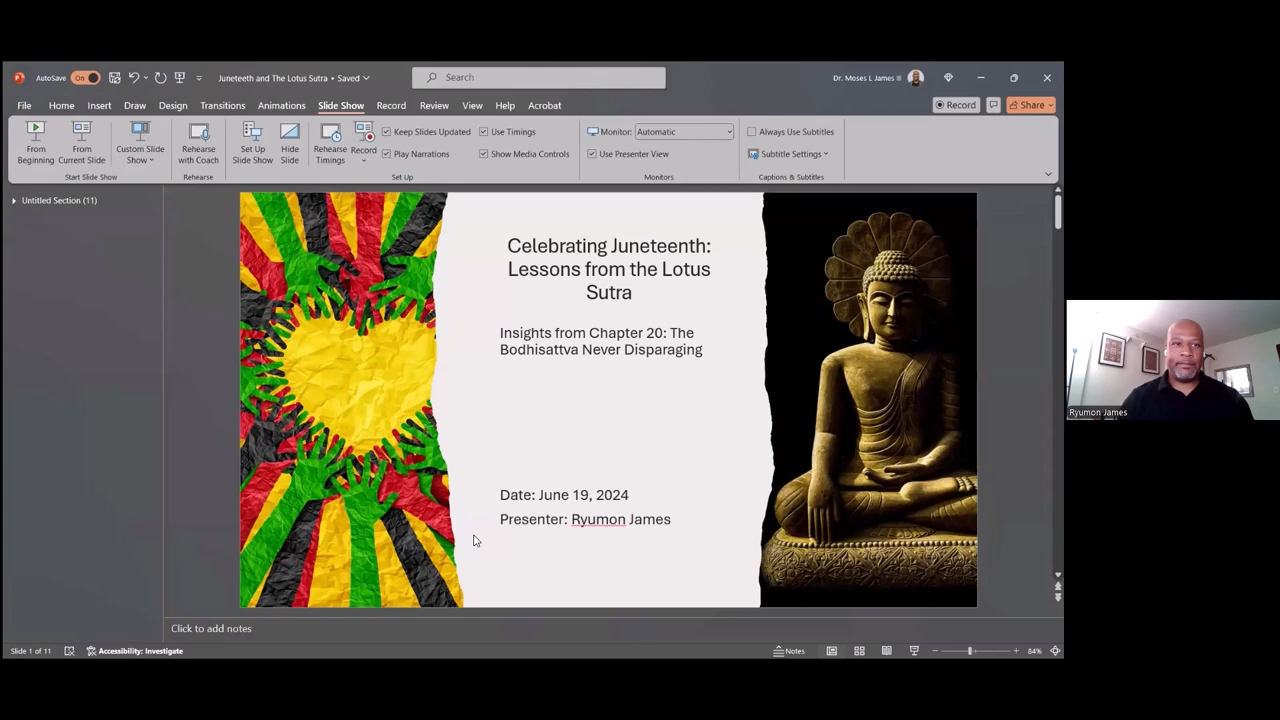 AutoSave On Juneteeth and The Lotus Sutra • Saved Search Dr. Moses L James
File Home Insert Draw Design Transitions Animations Slide Show Record Review View Help Acrobat Record Share
From Beginning
From Current Slide
Custom Slide Show
Start Slide Show
Rehearse with Coach
Rehearse
Set Up Slide Show
Hide Slide
Rehearse Timings
Record
Keep Slides Updated
Play Narrations
Use Timings
Show Media Controls
Set Up
Monitor: Automatic
Use Presenter View
Monitors
Always Use Subtitles
Subtitle Settings
Captions & Subtitles
Untitled Section (11)
Celebrating Juneteenth:
Lessons from the Lotus
Sutra
Insights from Chapter 20: The
Bodhisattva Never Disparaging
Date: June 19, 2024
Presenter: Ryumon James
Ryumon James
Click to add notes
Slide 1 of 11 Accessibility: Investigate Notes 84%